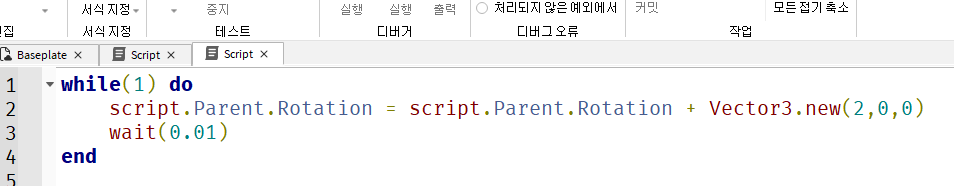 서식 지정 중지 실행 실행 출력 처리되지 않은 예외에서 커밋 모든 접기 축소
서식 지정 테스트 디버거 디버그 오류 작업
Baseplate × Script × Script ×
1 while(1) do
2 script.Parent.Rotation = script.Parent.Rotation + Vector3.new(2,0,0)
3 wait(0.01)
4 end
5